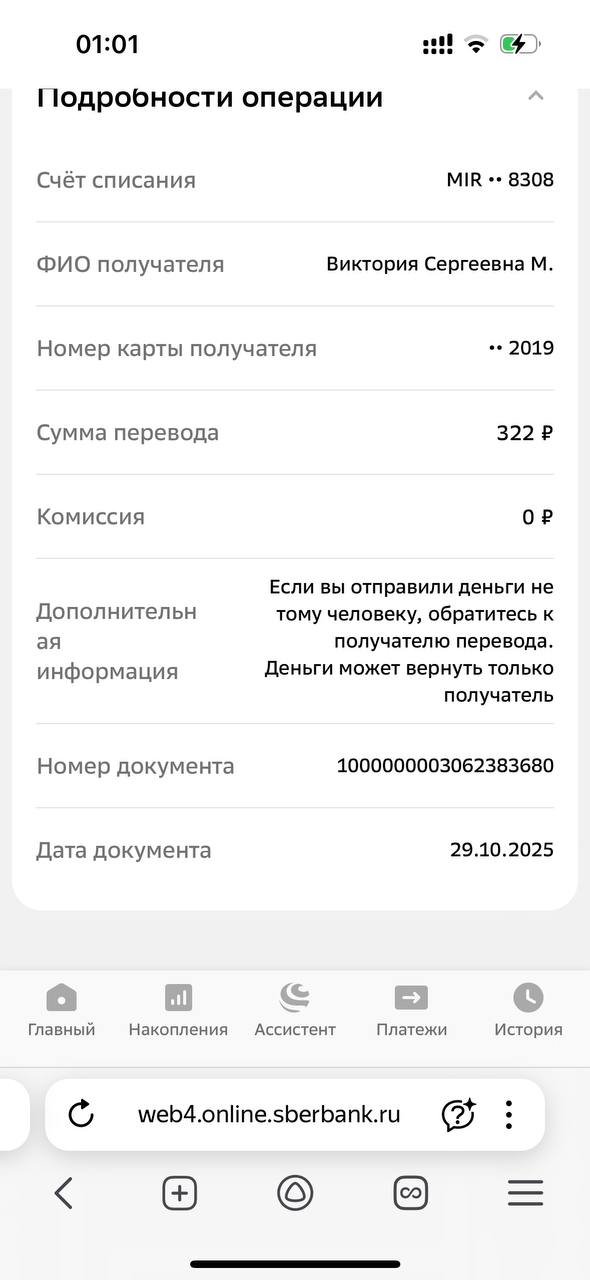 01:01
Подробности операции
Счёт списания
MIR •• 8308
ФИО получателя
Виктория Сергеевна М.
Номер карты получателя
•• 2019
Сумма перевода
322 ₽
Комиссия
0 ₽
Дополнительн
ая
информация
Если вы отправили деньги не
тому человеку, обратитесь к
получателю перевода.
Деньги может вернуть только
получатель
Номер документа
1000000003062383680
Дата документа
29.10.2025
Главный
Накопления
Ассистент
Платежи
История
web4.online.sberbank.ru